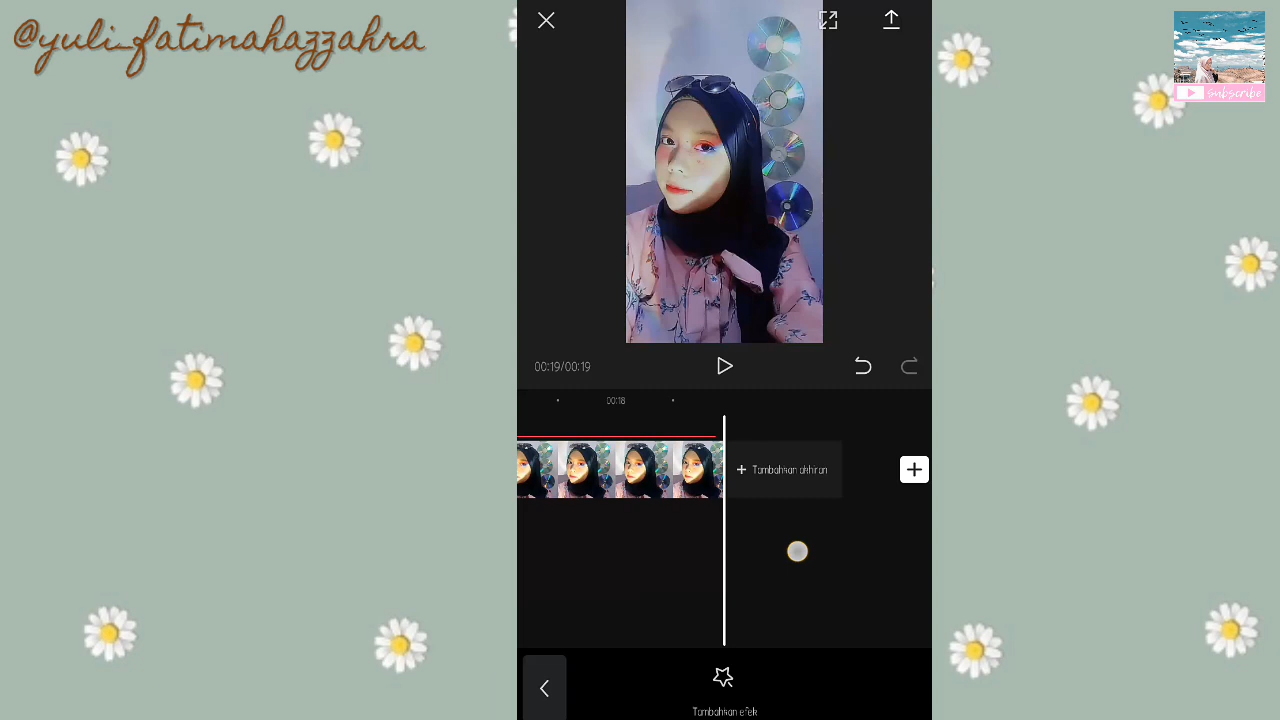 @yuli_fatimahazzahra
subscribe
00:19/00:19
00:18
+ Tambahkan akhiran
Tambahkan efek